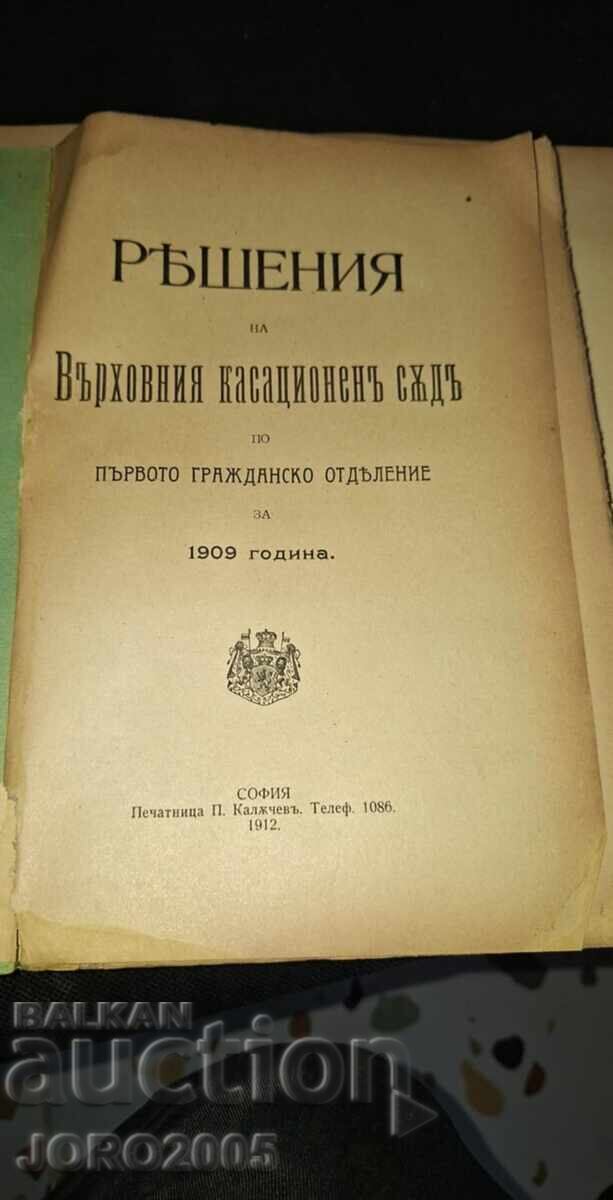 РѢШЕНИЯ
НА
Върховния касационенъ сѫдъ
ПО
ПЪРВОТО ГРАЖДАНСКО ОТДѢЛЕНИЕ
ЗА
1909 година.
СОФИЯ
Печатница П. Калѫчевъ. Телеф. 1086.
1912.
BALKAN
auction
JORO2005